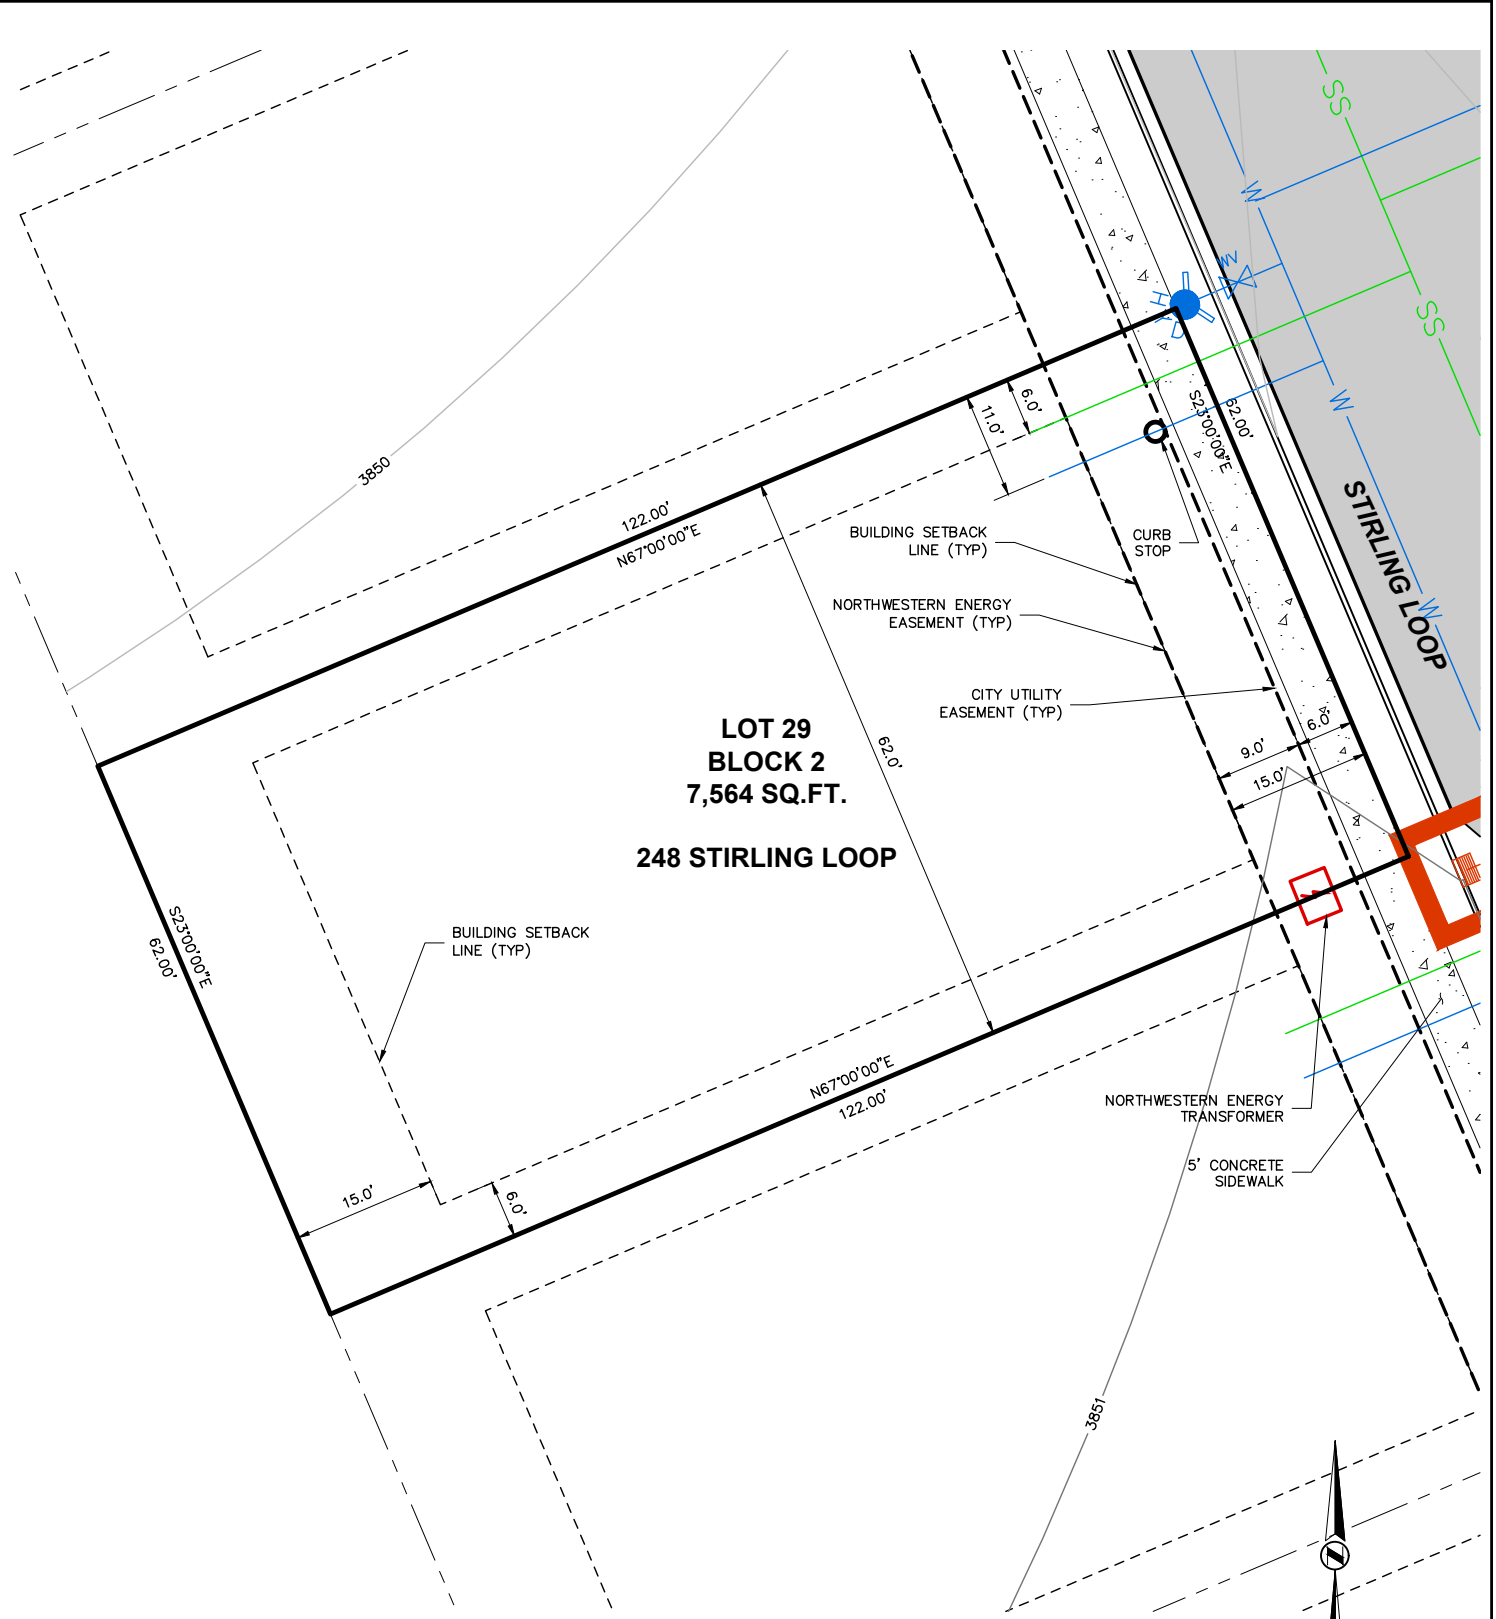 SS
W
WV
HYD
SS
3850
122.00'
N67°00'00"E
11.0'
6.0'
S23°00'00"E
62.00'
W
STIRLING LOOP
W
BUILDING SETBACK
LINE (TYP)
CURB
STOP
NORTHWESTERN ENERGY
EASEMENT (TYP)
CITY UTILITY
EASEMENT (TYP)
62.0'
LOT 29
BLOCK 2
7,564 SQ.FT.
248 STIRLING LOOP
9.0'
6.0'
15.0'
S23°00'00"E
62.00'
BUILDING SETBACK
LINE (TYP)
N67°00'00"E
122.00'
NORTHWESTERN ENERGY
TRANSFORMER
5' CONCRETE
SIDEWALK
15.0'
6.0'
3851